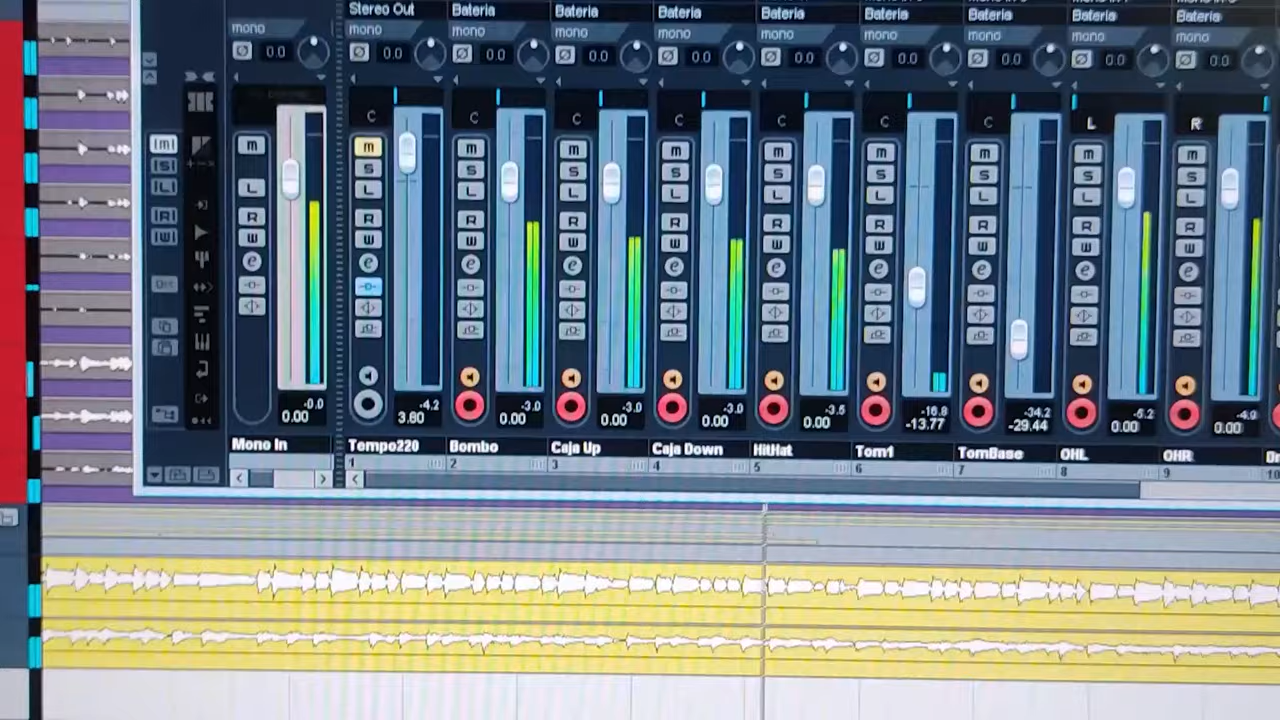 Stereo Out Bateria Bateria Bateria Bateria Bateria Bateria Bateria Bateria
mono mono mono mono mono mono mono mono mono mono
0.0 0.0 0.0 0.0 0.0 0.0 0.0 0.0 0.0 0.0
C C C C C C C L R
m m m m m m m m m m
S S S S S S S S S
L L L L L L L L L L
R R R R R R R R R R
W W W W W W W W W W
e e e e e e e e e e
-0.0 -4.2 -3.0 -3.0 -3.0 -3.5 -16.8 -34.2 -5.2 -4.9
0.00 3.80 0.00 0.00 0.00 0.00 -13.77 -29.44 0.00 0.00
Mono In Tempo220 Bombo Caja Up Caja Down HitHat Tom1 TomBase OHL OHR
1 2 3 4 5 6 7 8 9 10